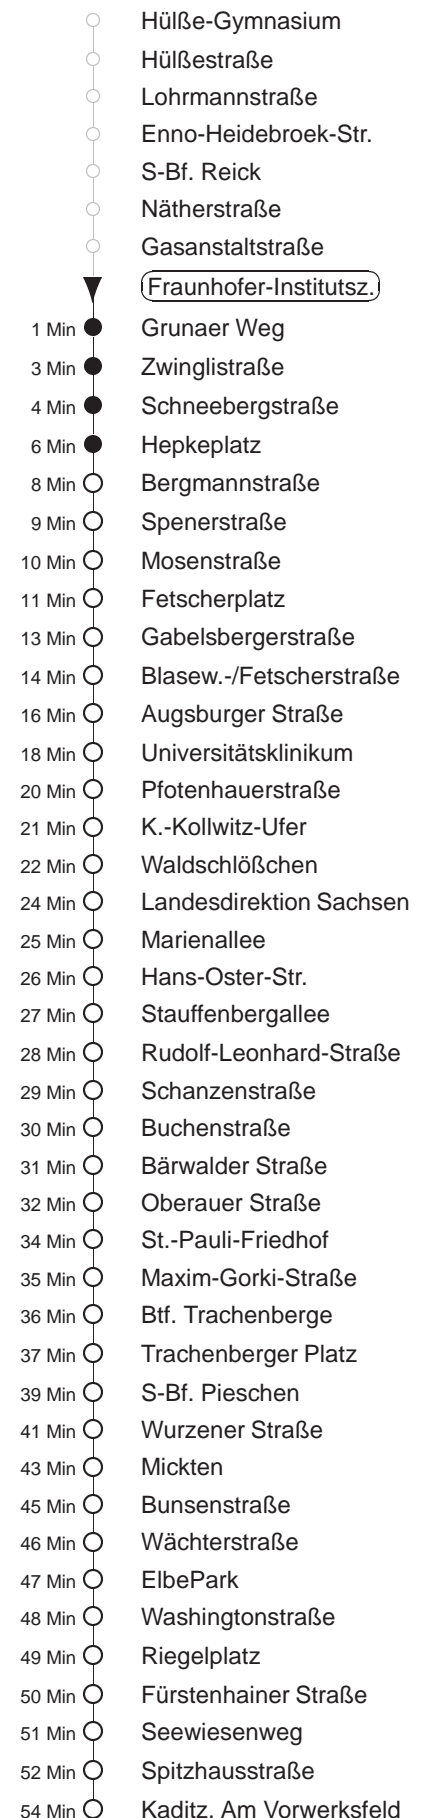 Hülße-Gymnasium
Hülßestraße
Lohrmannstraße
Enno-Heidebroek-Str.
S-Bf. Reick
Nätherstraße
Gasanstaltstraße
Fraunhofer-Institutsz.
1 Min Grunaer Weg
3 Min Zwinglistraße
4 Min Schneebergstraße
6 Min Hepkeplatz
8 Min Bergmannstraße
9 Min Spenerstraße
10 Min Mosenstraße
11 Min Fetscherplatz
13 Min Gabelsbergerstraße
14 Min Blasew.-/Fetscherstraße
16 Min Augsburger Straße
18 Min Universitätsklinikum
20 Min Pfotenhauerstraße
21 Min K.-Kollwitz-Ufer
22 Min Waldschlößchen
24 Min Landesdirektion Sachsen
25 Min Marienallee
26 Min Hans-Oster-Str.
27 Min Stauffenbergallee
28 Min Rudolf-Leonhard-Straße
29 Min Schanzenstraße
30 Min Buchenstraße
31 Min Bärwalder Straße
32 Min Oberauer Straße
34 Min St.-Pauli-Friedhof
35 Min Maxim-Gorki-Straße
36 Min Btf. Trachenberge
37 Min Trachenberger Platz
39 Min S-Bf. Pieschen
41 Min Wurzener Straße
43 Min Mickten
45 Min Bunsenstraße
46 Min Wächterstraße
47 Min ElbePark
48 Min Washingtonstraße
49 Min Riegelplatz
50 Min Fürstenhainer Straße
51 Min Seewiesenweg
52 Min Spitzhausstraße
54 Min Kaditz, Am Vorwerksfeld